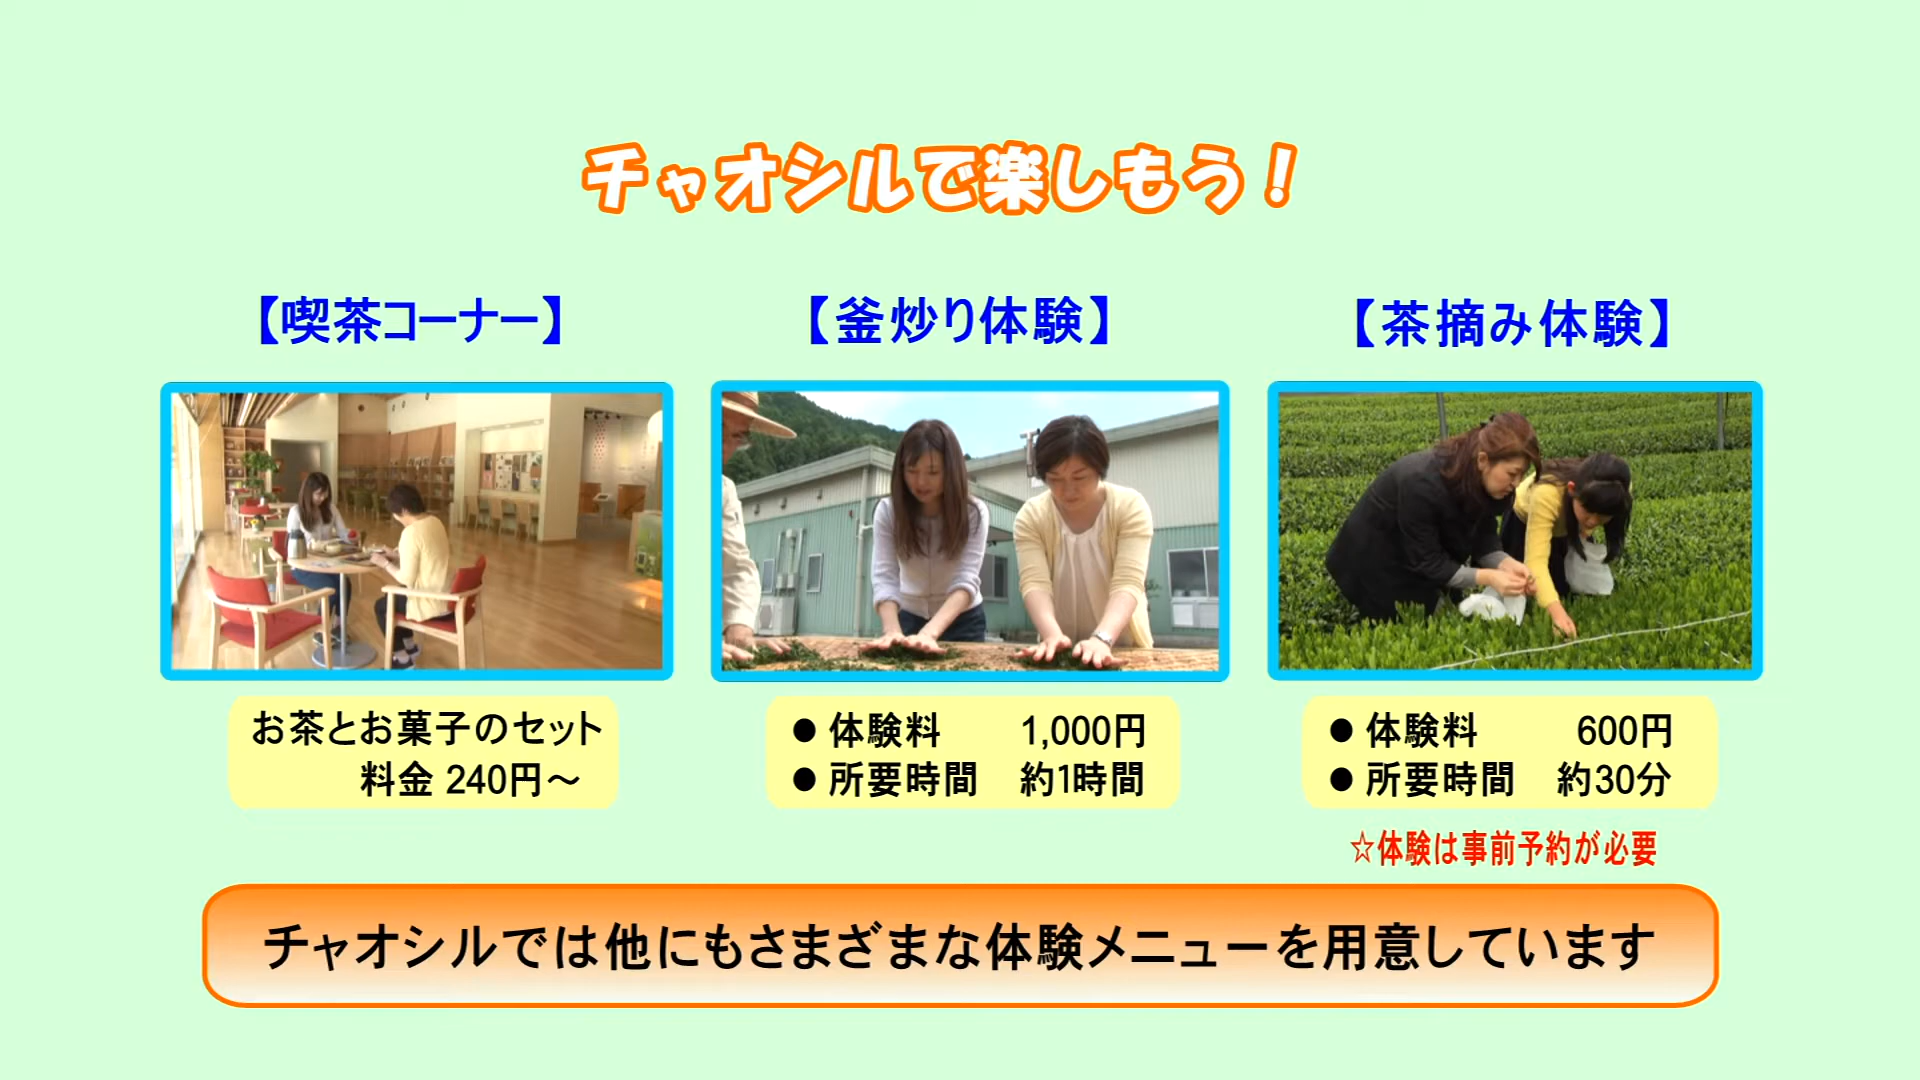 チャオシルで楽しもう！
【喫茶コーナー】
【釜炒り体験】
【茶摘み体験】
お茶とお菓子のセット
料金 240円～
● 体験料 1,000円
● 所要時間 約1時間
● 体験料 600円
● 所要時間 約30分
☆体験は事前予約が必要
チャオシルでは他にもさまざまな体験メニューを用意しています